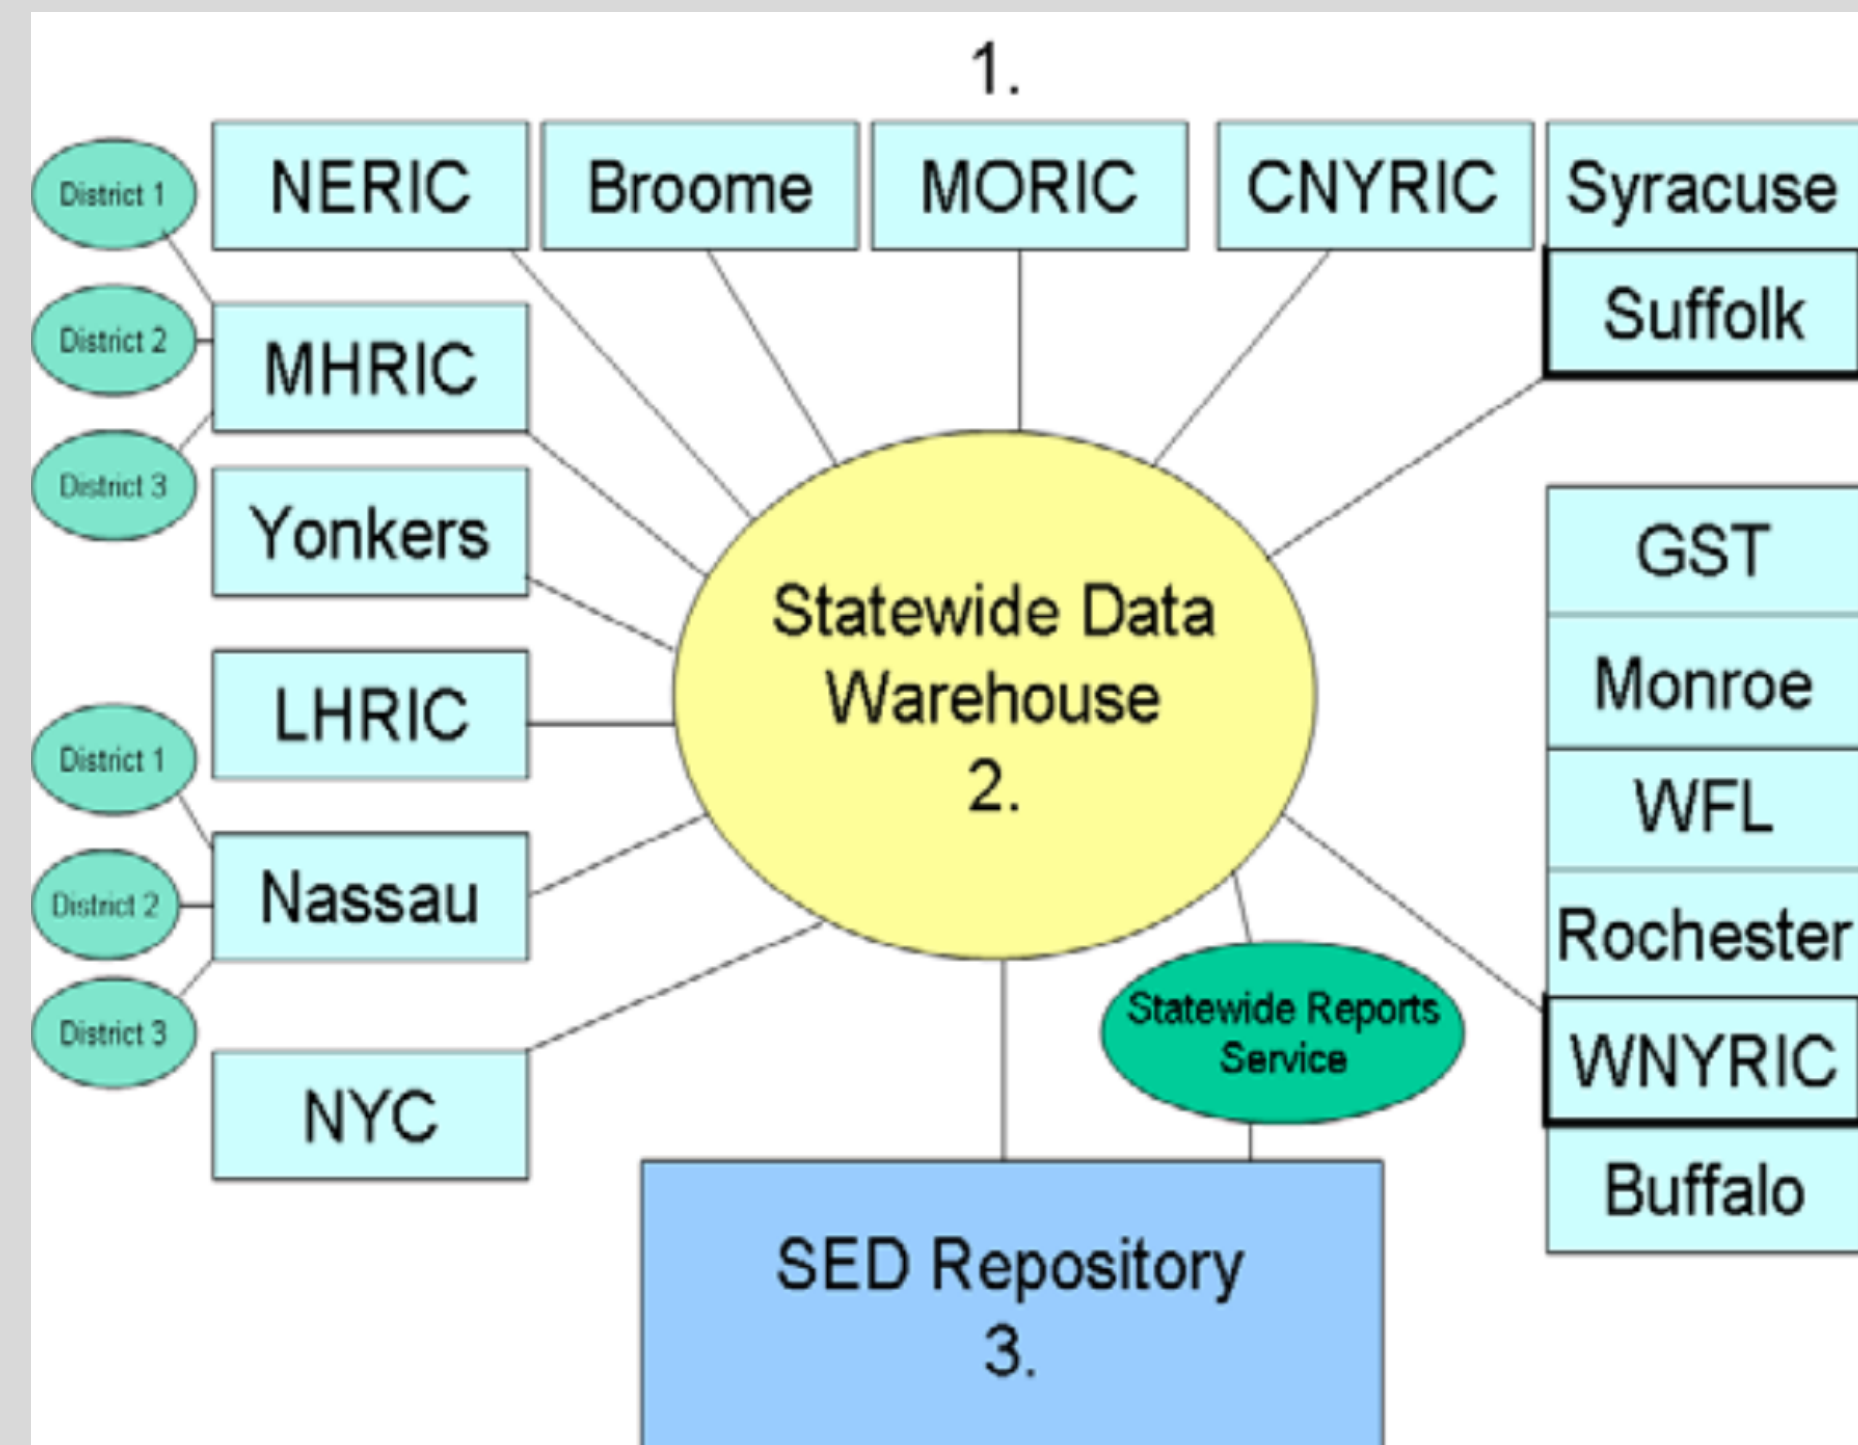 1.
NERIC
Broome
MORIC
CNYRIC
Syracuse
Suffolk
District 1
District 2
District 3
MHRIC
Yonkers
LHRIC
District 1
District 2
District 3
Nassau
NYC
Statewide Data
Warehouse
2.
GST
Monroe
WFL
Rochester
WNYRIC
Buffalo
Statewide Reports
Service
SED Repository
3.